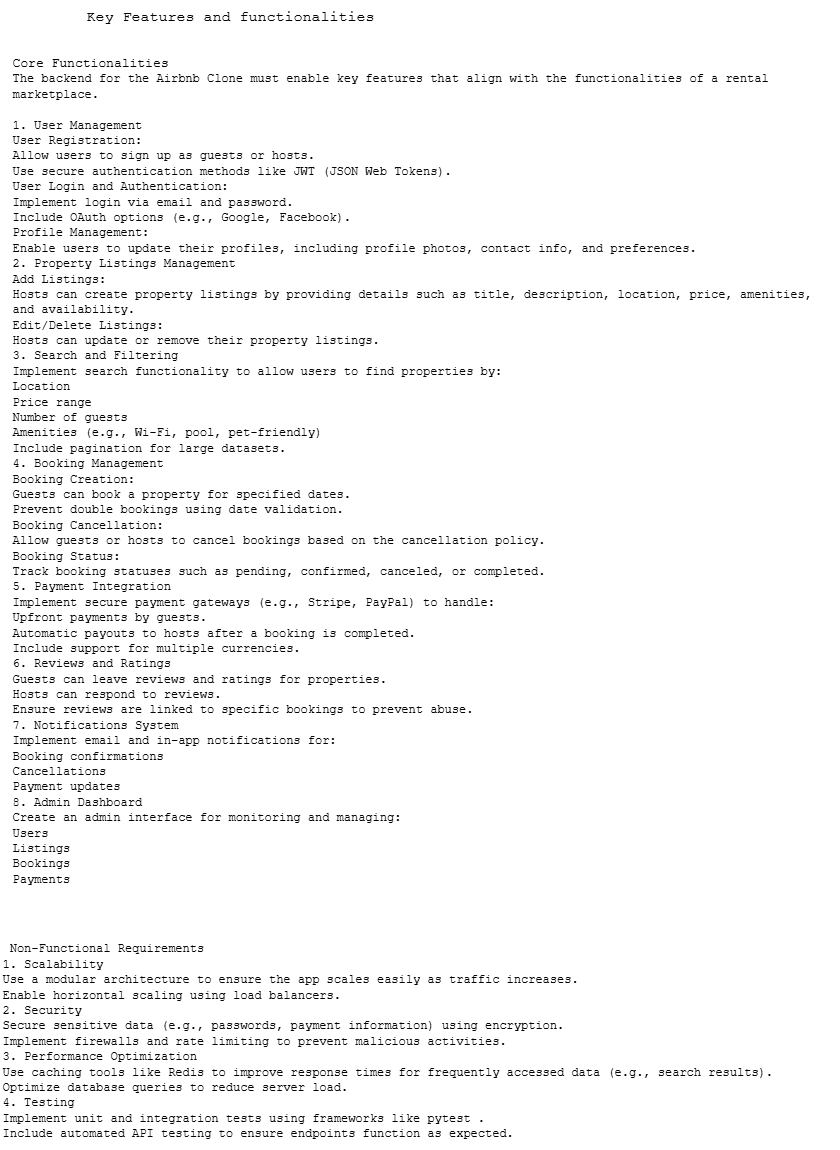 Key Features and functionalities
Core Functionalities
The backend for the Airbnb Clone must enable key features that align with the functionalities of a rental
marketplace.
1. User Management
User Registration:
Allow users to sign up as guests or hosts.
Use secure authentication methods like JWT (JSON Web Tokens).
User Login and Authentication:
Implement login via email and password.
Include OAuth options (e.g., Google, Facebook).
Profile Management:
Enable users to update their profiles, including profile photos, contact info, and preferences.
2. Property Listings Management
Add Listings:
Hosts can create property listings by providing details such as title, description, location, price, amenities,
and availability.
Edit/Delete Listings:
Hosts can update or remove their property listings.
3. Search and Filtering
Implement search functionality to allow users to find properties by:
Location
Price range
Number of guests
Amenities (e.g., Wi-Fi, pool, pet-friendly)
Include pagination for large datasets.
4. Booking Management
Booking Creation:
Guests can book a property for specified dates.
Prevent double bookings using date validation.
Booking Cancellation:
Allow guests or hosts to cancel bookings based on the cancellation policy.
Booking Status:
Track booking statuses such as pending, confirmed, canceled, or completed.
5. Payment Integration
Implement secure payment gateways (e.g., Stripe, PayPal) to handle:
Upfront payments by guests.
Automatic payouts to hosts after a booking is completed.
Include support for multiple currencies.
6. Reviews and Ratings
Guests can leave reviews and ratings for properties.
Hosts can respond to reviews.
Ensure reviews are linked to specific bookings to prevent abuse.
7. Notifications System
Implement email and in-app notifications for:
Booking confirmations
Cancellations
Payment updates
8. Admin Dashboard
Create an admin interface for monitoring and managing:
Users
Listings
Bookings
Payments
Non-Functional Requirements
1. Scalability
Use a modular architecture to ensure the app scales easily as traffic increases.
Enable horizontal scaling using load balancers.
2. Security
Secure sensitive data (e.g., passwords, payment information) using encryption.
Implement firewalls and rate limiting to prevent malicious activities.
3. Performance Optimization
Use caching tools like Redis to improve response times for frequently accessed data (e.g., search results).
Optimize database queries to reduce server load.
4. Testing
Implement unit and integration tests using frameworks like pytest .
Include automated API testing to ensure endpoints function as expected.